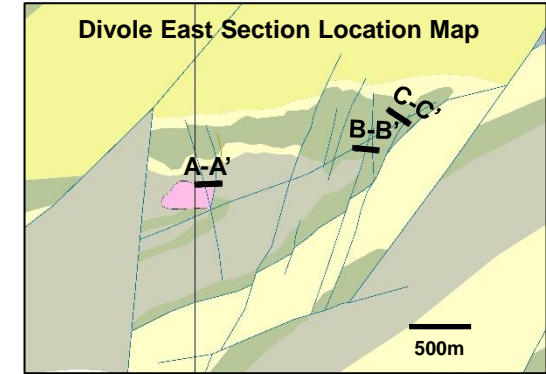 Divole East Section Location Map
C-C'
B-B'
A-A'
500m